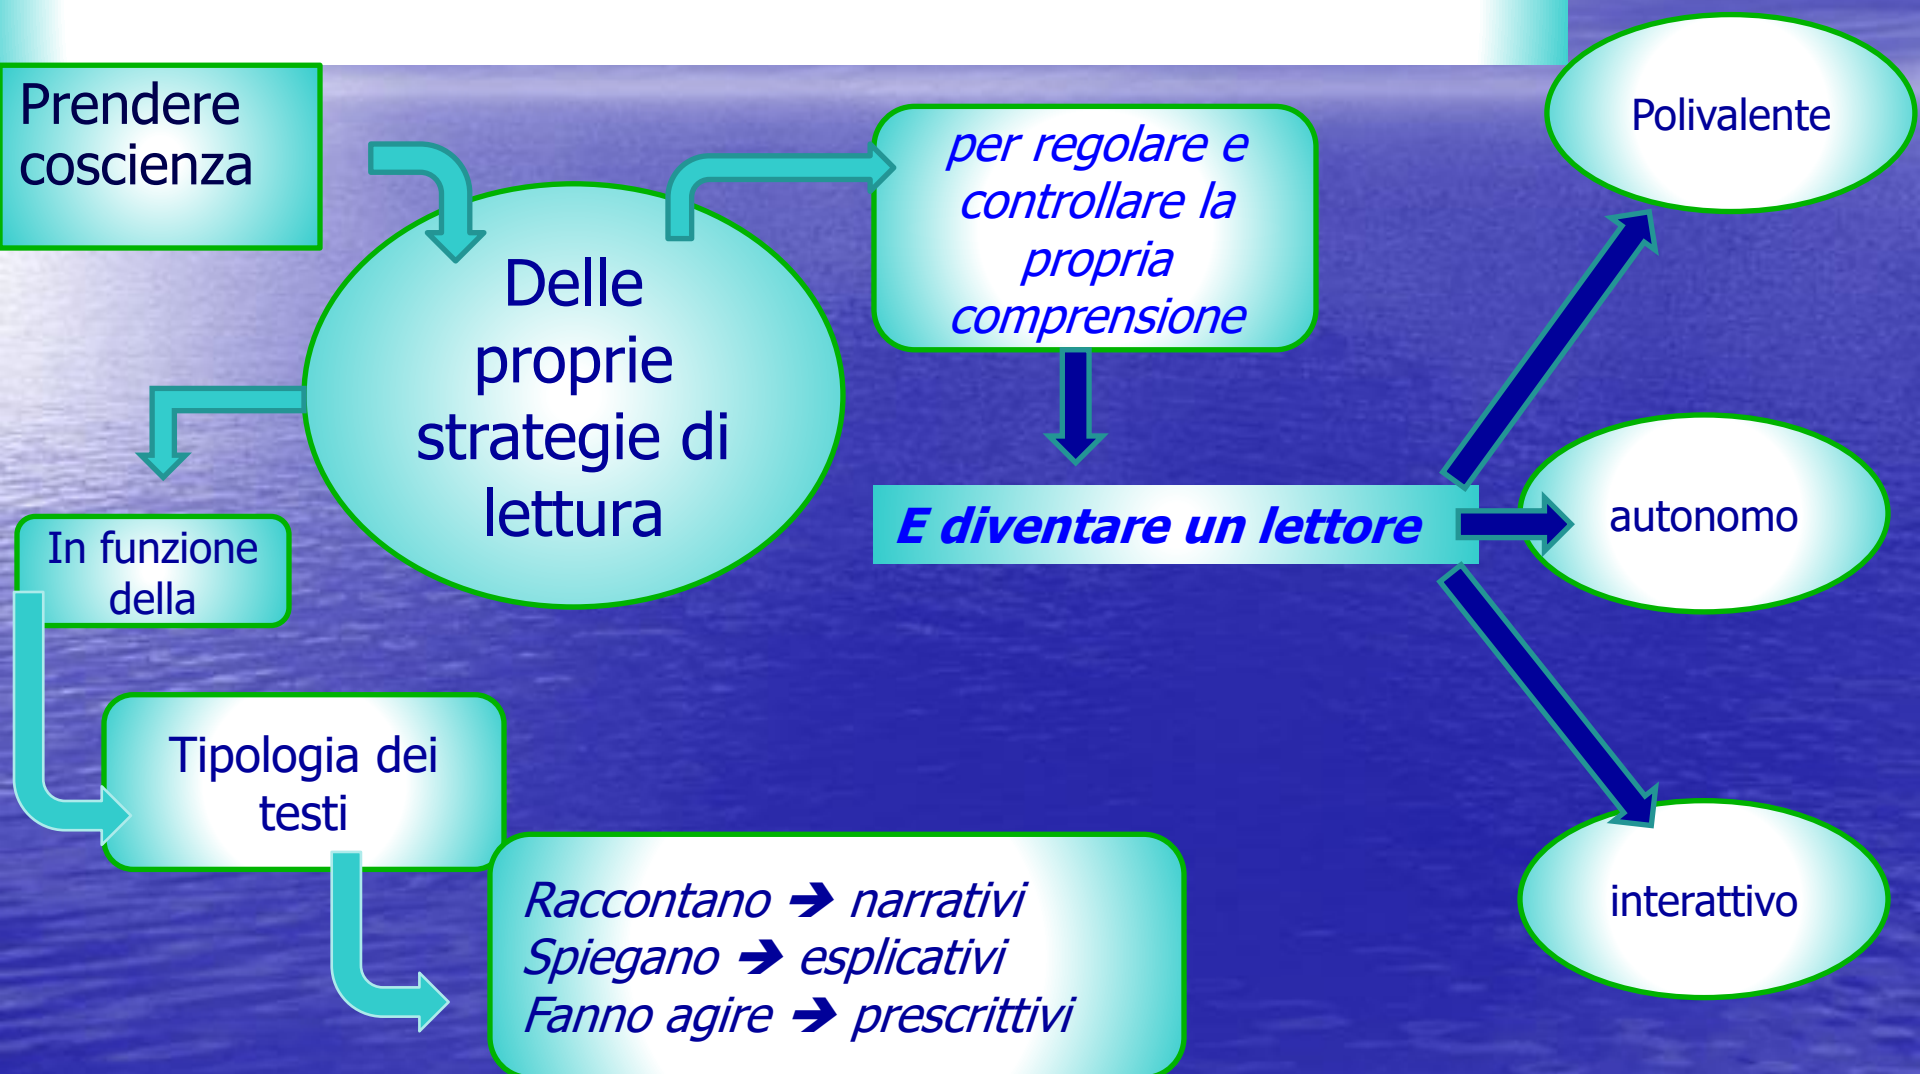 Prendere
coscienza
Delle
proprie
strategie di
lettura
per regolare e
controllare la
propria
comprensione
E diventare un lettore
Polivalente
autonomo
interattivo
In funzione
della
Tipologia dei
testi
Raccontano ➔ narrativi
Spiegano ➔ esplicativi
Fanno agire ➔ prescrittivi